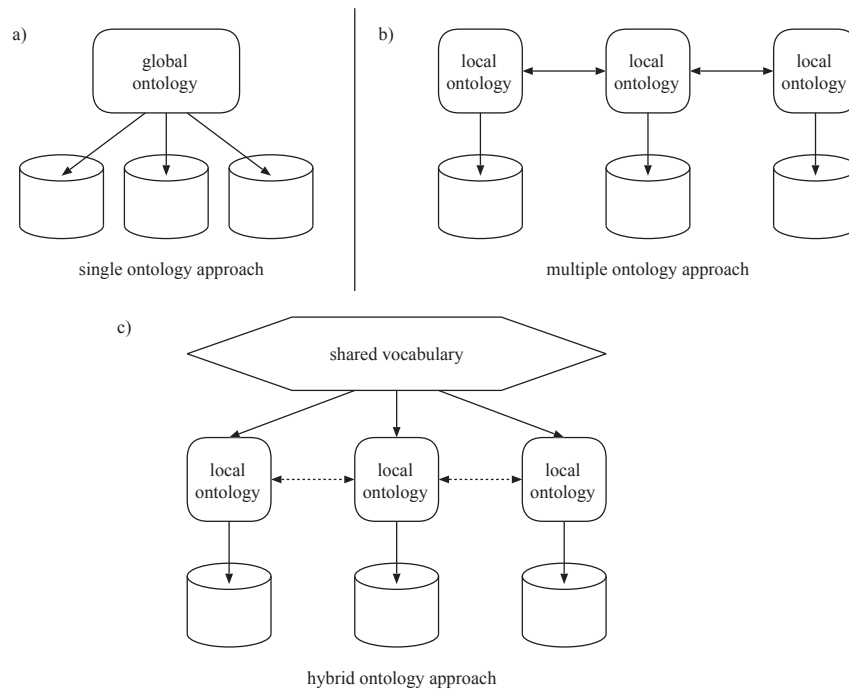 a)
global
ontology
single ontology approach
b)
local
ontology
local
ontology
local
ontology
multiple ontology approach
c)
shared vocabulary
local
ontology
local
ontology
local
ontology
hybrid ontology approach